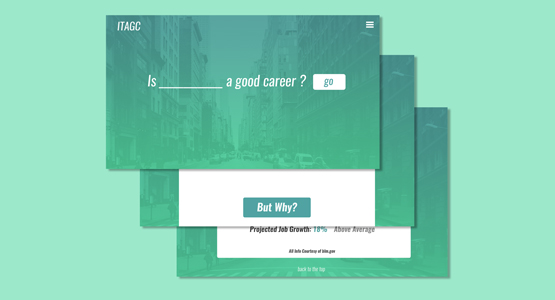 ITAGC
Is __________ a good career ? go
But Why?
Projected Job Growth: 18% Above Average
All Info Courtesy of bls.gov
back to the top